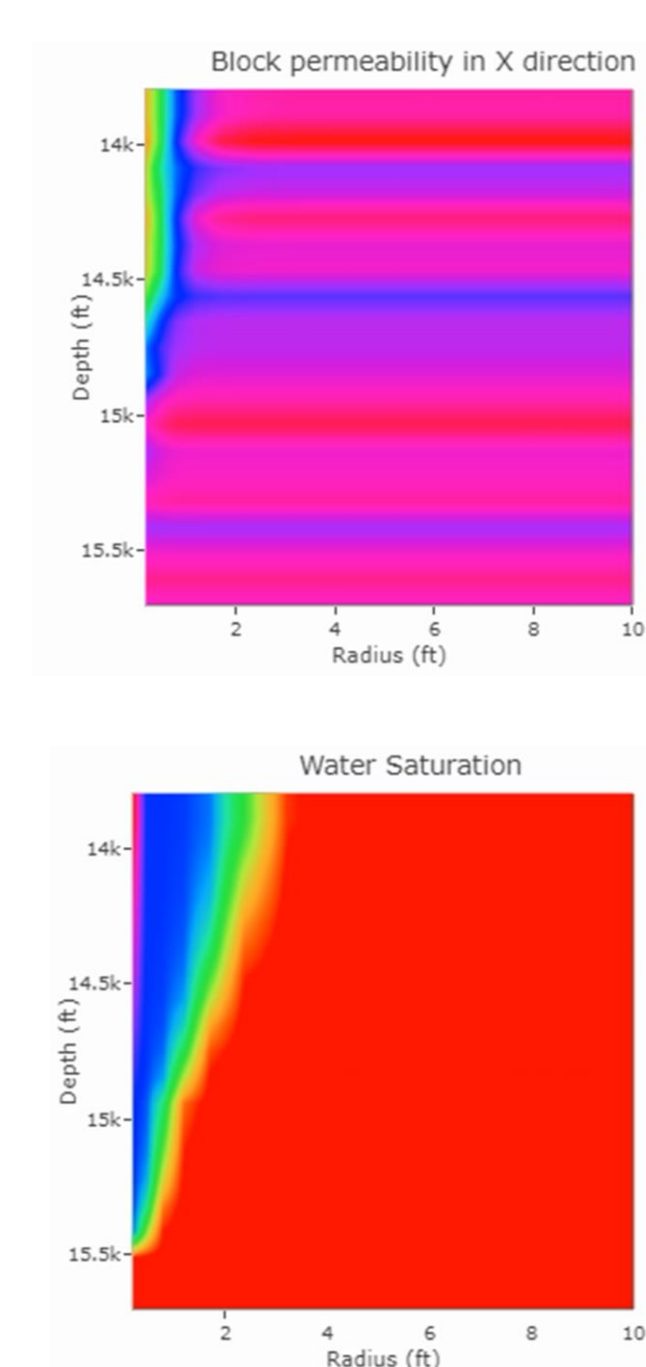 Block permeability in X direction
14k
14.5k
15k
15.5k
Depth (ft)
2 4 6 8 10
Radius (ft)
Water Saturation
14k
14.5k
15k
15.5k
Depth (ft)
2 4 6 8 10
Radius (ft)